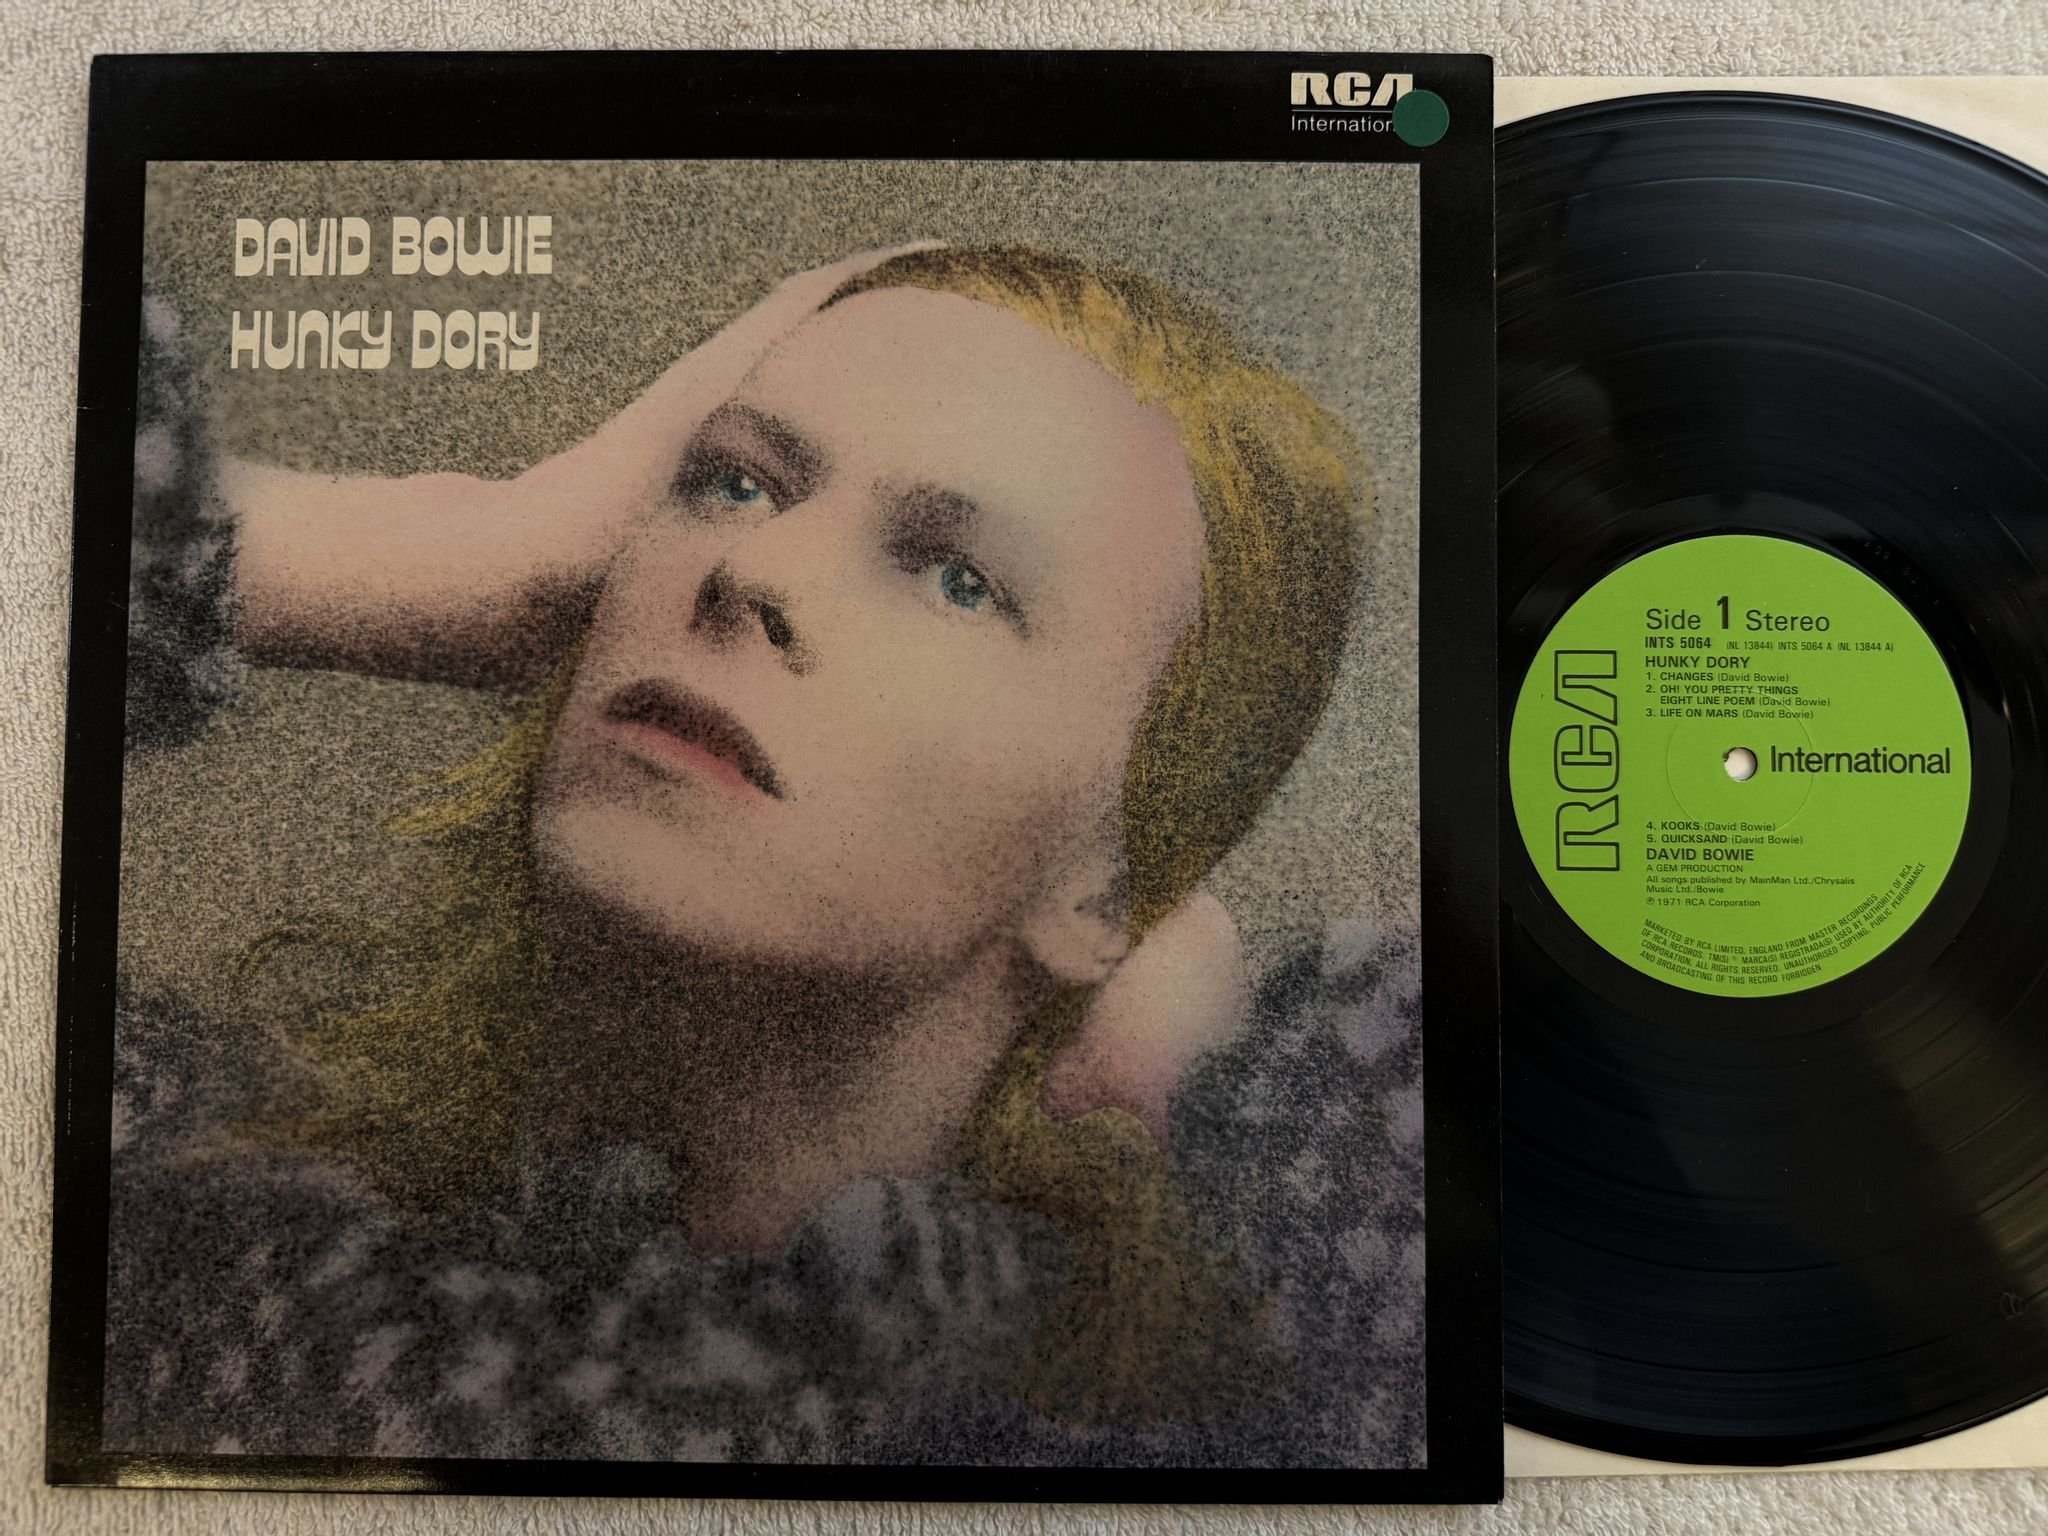 RCA
Internation
DAVID BOWIE
HUNKY DORY
Side 1 Stereo
INTS 5064 (NL 13844) INTS 5064 A (NL 13844 A)
HUNKY DORY
1. CHANGES (David Bowie)
2. OH! YOU PRETTY THINGS
EIGHT LINE POEM (David Bowie)
3. LIFE ON MARS (David Bowie)
RCA
International
4. KOOKS (David Bowie)
5. QUICKSAND (David Bowie)
DAVID BOWIE
A GEM PRODUCTION
All songs published by MainMan Ltd./Chrysalis
Music Ltd./Bowie
℗ 1971 RCA Corporation
MARKETED BY RCA LIMITED, ENGLAND FROM MASTER RECORDINGS
OF RCA RECORDS; TM(S) ® MARCA(S) REGISTRADA(S) USED BY AUTHORITY OF RCA
CORPORATION. ALL RIGHTS RESERVED. UNAUTHORISED COPYING, PUBLIC PERFORMANCE
AND BROADCASTING OF THIS RECORD FORBIDDEN